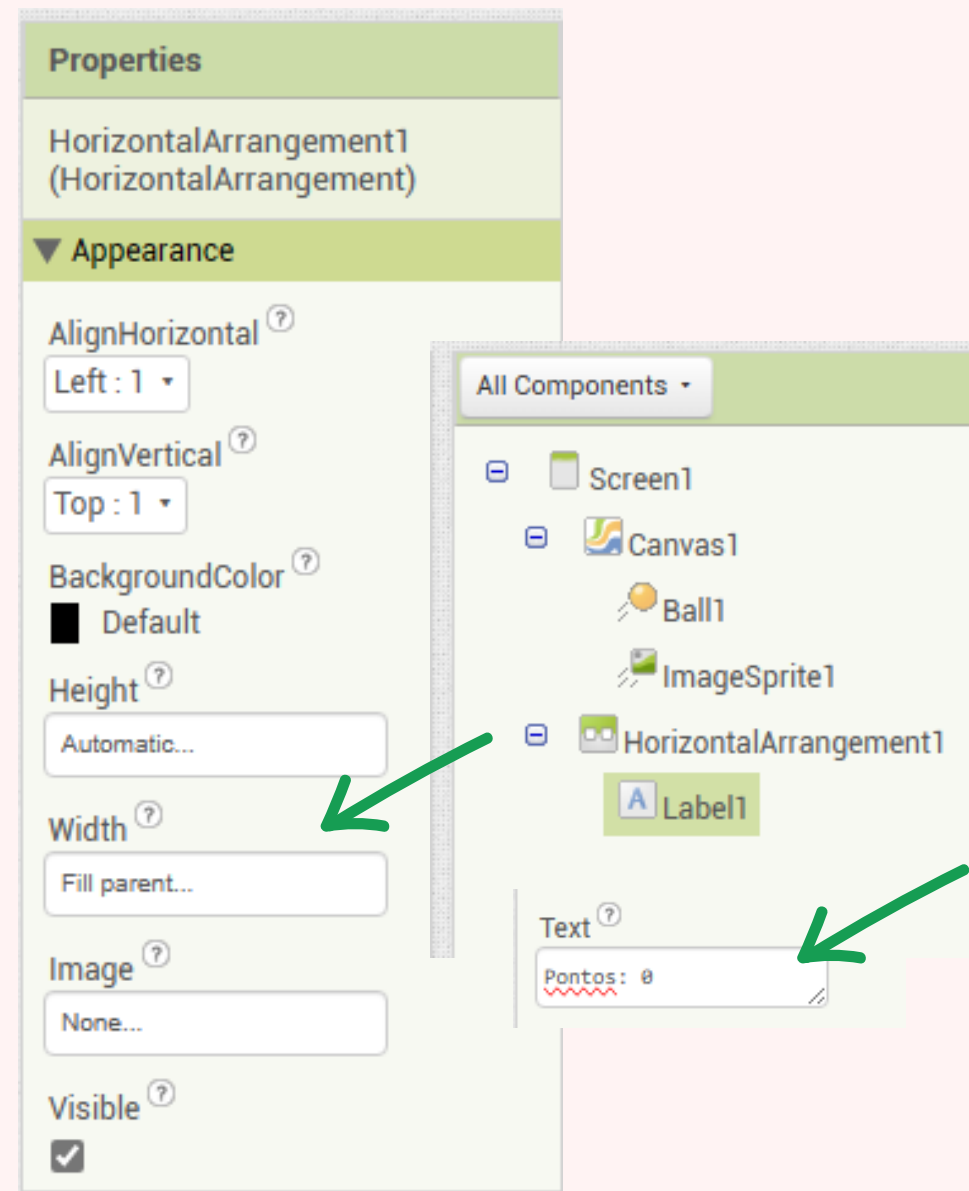 Properties
HorizontalArrangement1
(HorizontalArrangement)
Appearance
AlignHorizontal ?
Left : 1
AlignVertical ?
Top : 1
BackgroundColor ?
Default
Height ?
Automatic...
Width ?
Fill parent...
Image ?
None...
Visible ?
All Components
Screen1
Canvas1
Ball1
ImageSprite1
HorizontalArrangement1
A Label1
Text ?
Pontos: 0